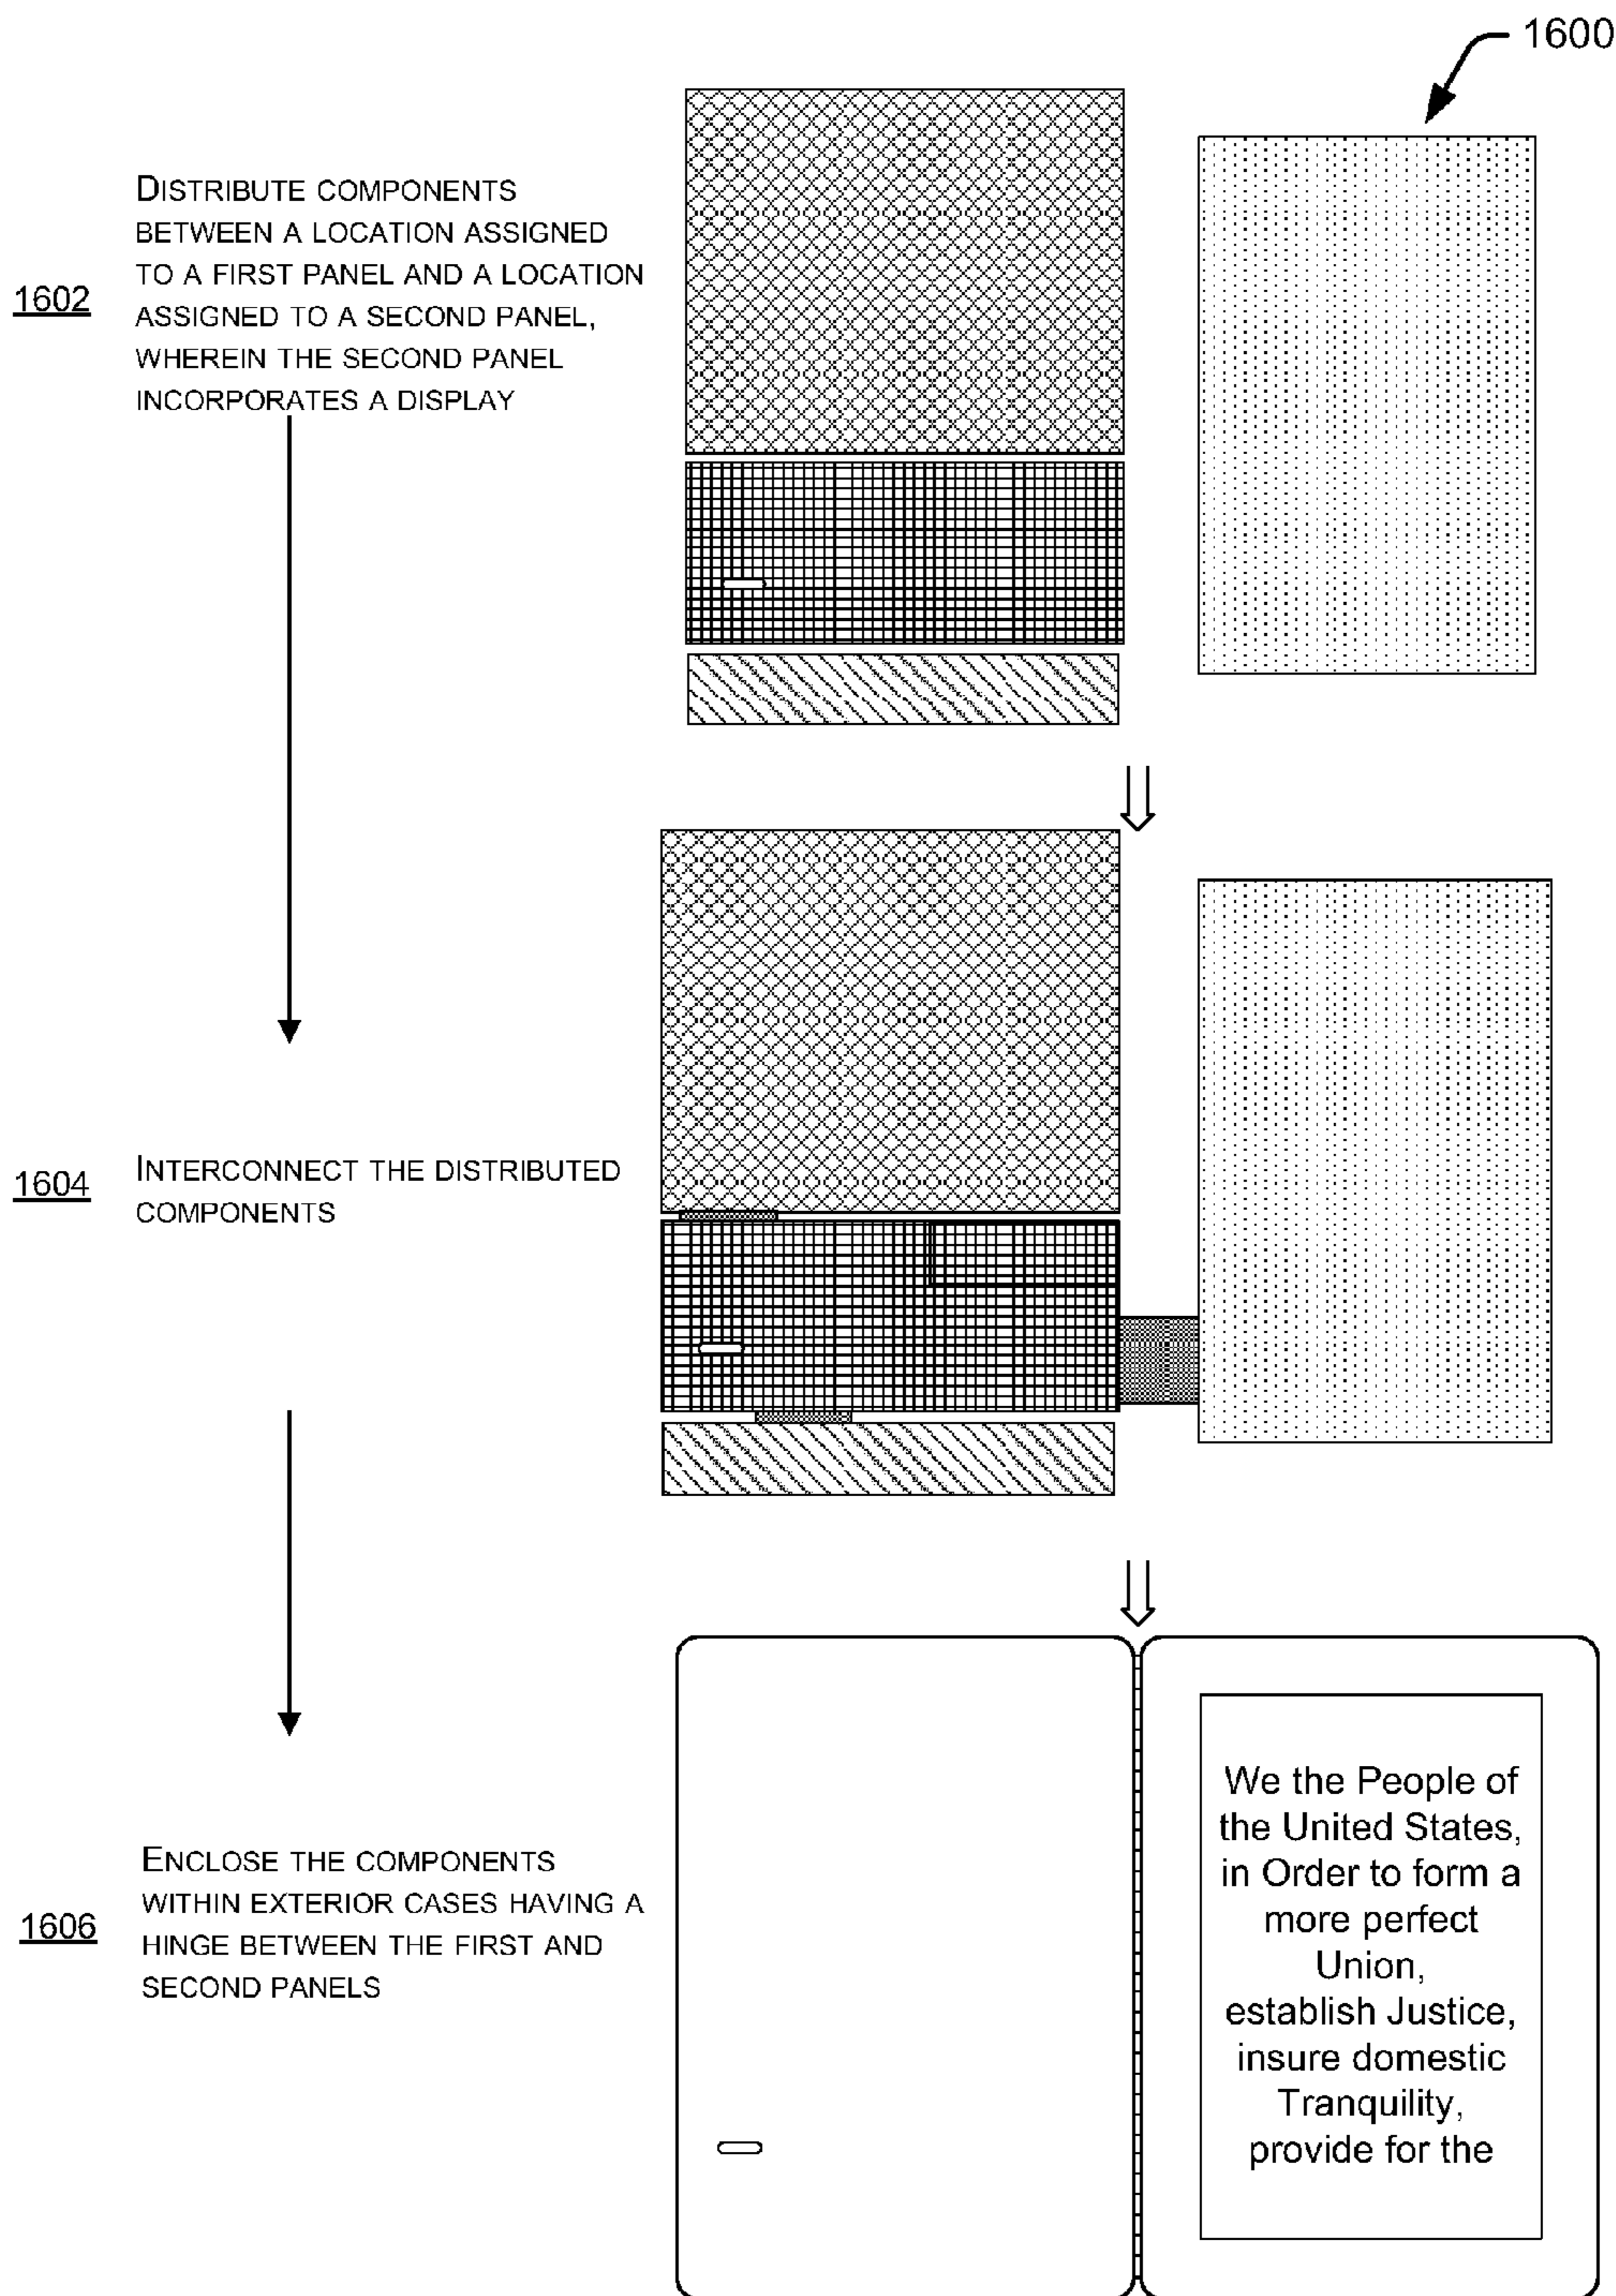 1600
1602
DISTRIBUTE COMPONENTS
BETWEEN A LOCATION ASSIGNED
TO A FIRST PANEL AND A LOCATION
ASSIGNED TO A SECOND PANEL,
WHEREIN THE SECOND PANEL
INCORPORATES A DISPLAY
1604
INTERCONNECT THE DISTRIBUTED
COMPONENTS
1606
ENCLOSE THE COMPONENTS
WITHIN EXTERIOR CASES HAVING A
HINGE BETWEEN THE FIRST AND
SECOND PANELS
We the People of
the United States,
in Order to form a
more perfect
Union,
establish Justice,
insure domestic
Tranquility,
provide for the